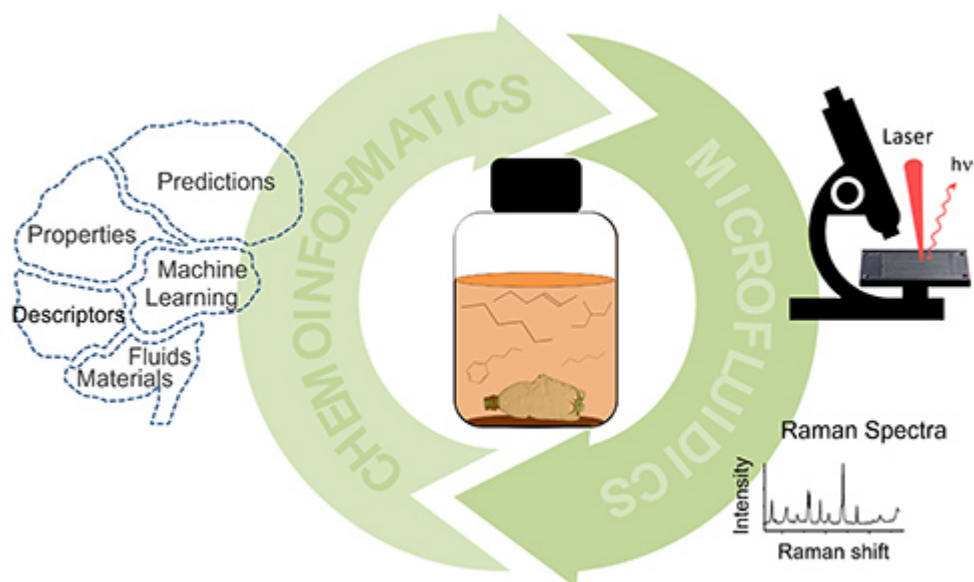 CHEMOINFORMATICS
MICROFLUIDICS
Predictions
Properties
Machine
Learning
Descriptors
Fluids
Materials
Laser
hν
Raman Spectra
Intensity
Raman shift